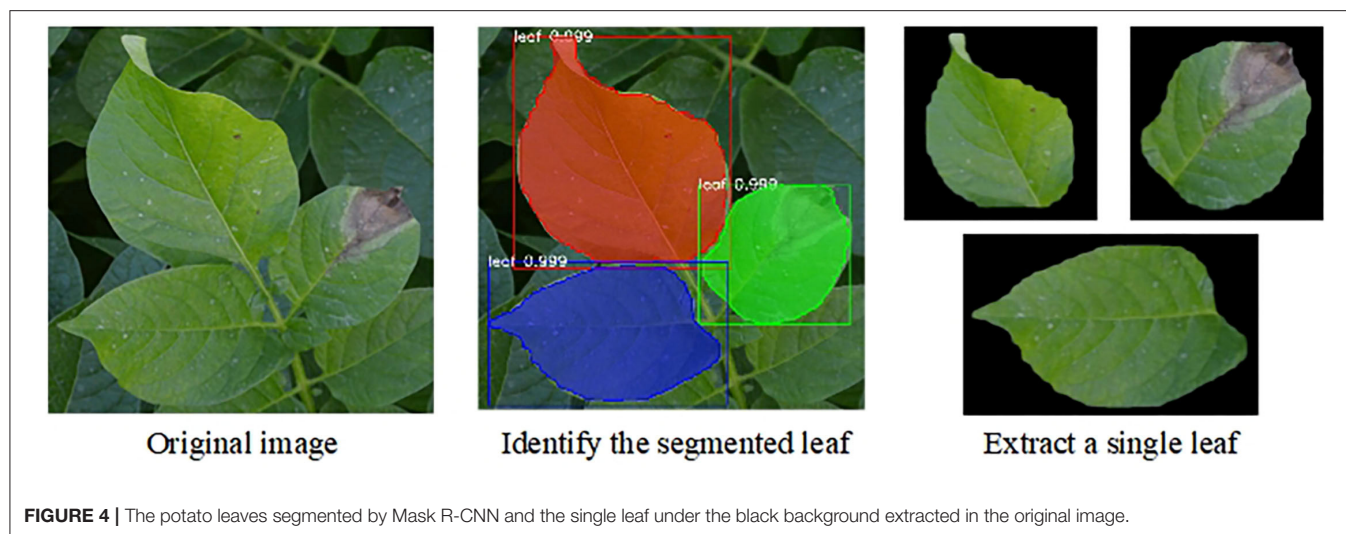 leaf 0.999
leaf 0.999
leaf 0.999
Original image
Identify the segmented leaf
Extract a single leaf
FIGURE 4 | The potato leaves segmented by Mask R-CNN and the single leaf under the black background extracted in the original image.